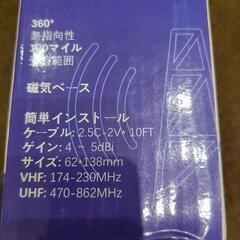 360°
無指向性
マイル
範囲
磁気ベース
簡単インストール
ケーブル: 2.5C-2V* 10FT
ゲイン: 4 - 5dBi
サイズ: 62*138mm
VHF: 174~230MHz
UHF: 470-862MHz